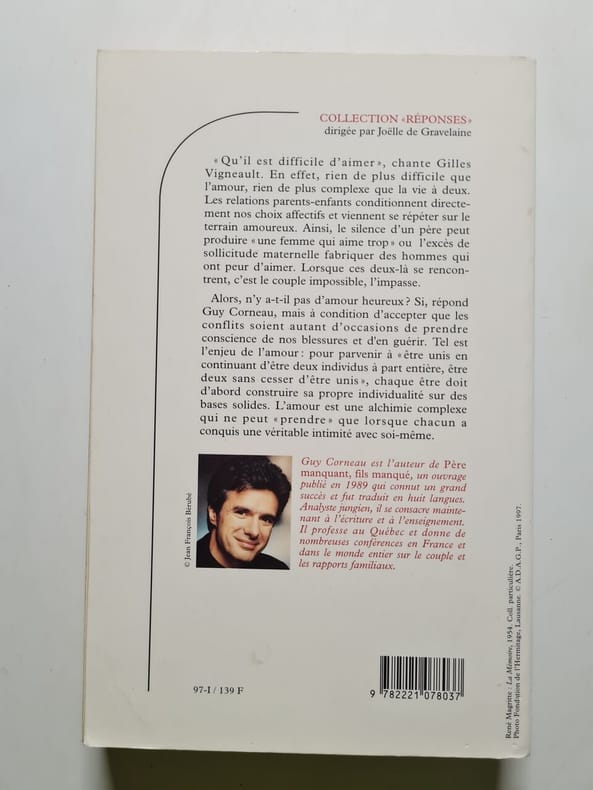 COLLECTION «RÉPONSES»
dirigée par Joëlle de Gravelaine
« Qu'il est difficile d'aimer », chante Gilles
Vigneault. En effet, rien de plus difficile que
l'amour, rien de plus complexe que la vie à deux.
Les relations parents-enfants conditionnent directe-
ment nos choix affectifs et viennent se répéter sur le
terrain amoureux. Ainsi, le silence d'un père peut
produire « une femme qui aime trop » ou l'excès de
sollicitude maternelle fabriquer des hommes qui
ont peur d'aimer. Lorsque ces deux-là se rencon-
trent, c'est le couple impossible, l'impasse.
Alors, n'y a-t-il pas d'amour heureux ? Si, répond
Guy Corneau, mais à condition d'accepter que les
conflits soient autant d'occasions de prendre
conscience de nos blessures et d'en guérir. Tel est
l'enjeu de l'amour : pour parvenir à « être unis en
continuant d'être deux individus à part entière, être
deux sans cesser d'être unis », chaque être doit
d'abord construire sa propre individualité sur des
bases solides. L'amour est une alchimie complexe
qui ne peut « prendre » que lorsque chacun a
conquis une véritable intimité avec soi-même.
© Jean François Berubé
Guy Corneau est l'auteur de Père
manquant, fils manqué, un ouvrage
publié en 1989 qui connut un grand
succès et fut traduit en huit langues.
Analyste jungien, il se consacre mainte-
nant à l'écriture et à l'enseignement.
Il professe au Québec et donne de
nombreuses conférences en France et
dans le monde entier sur le couple et
les rapports familiaux.
97-I / 139 F
9 782221 078037
René Magritte : La Mémoire, 1954. Coll. particulière.
Photo Fondation de l'Hermitage, Lausanne. © A.D.A.G.P., Paris 1997.